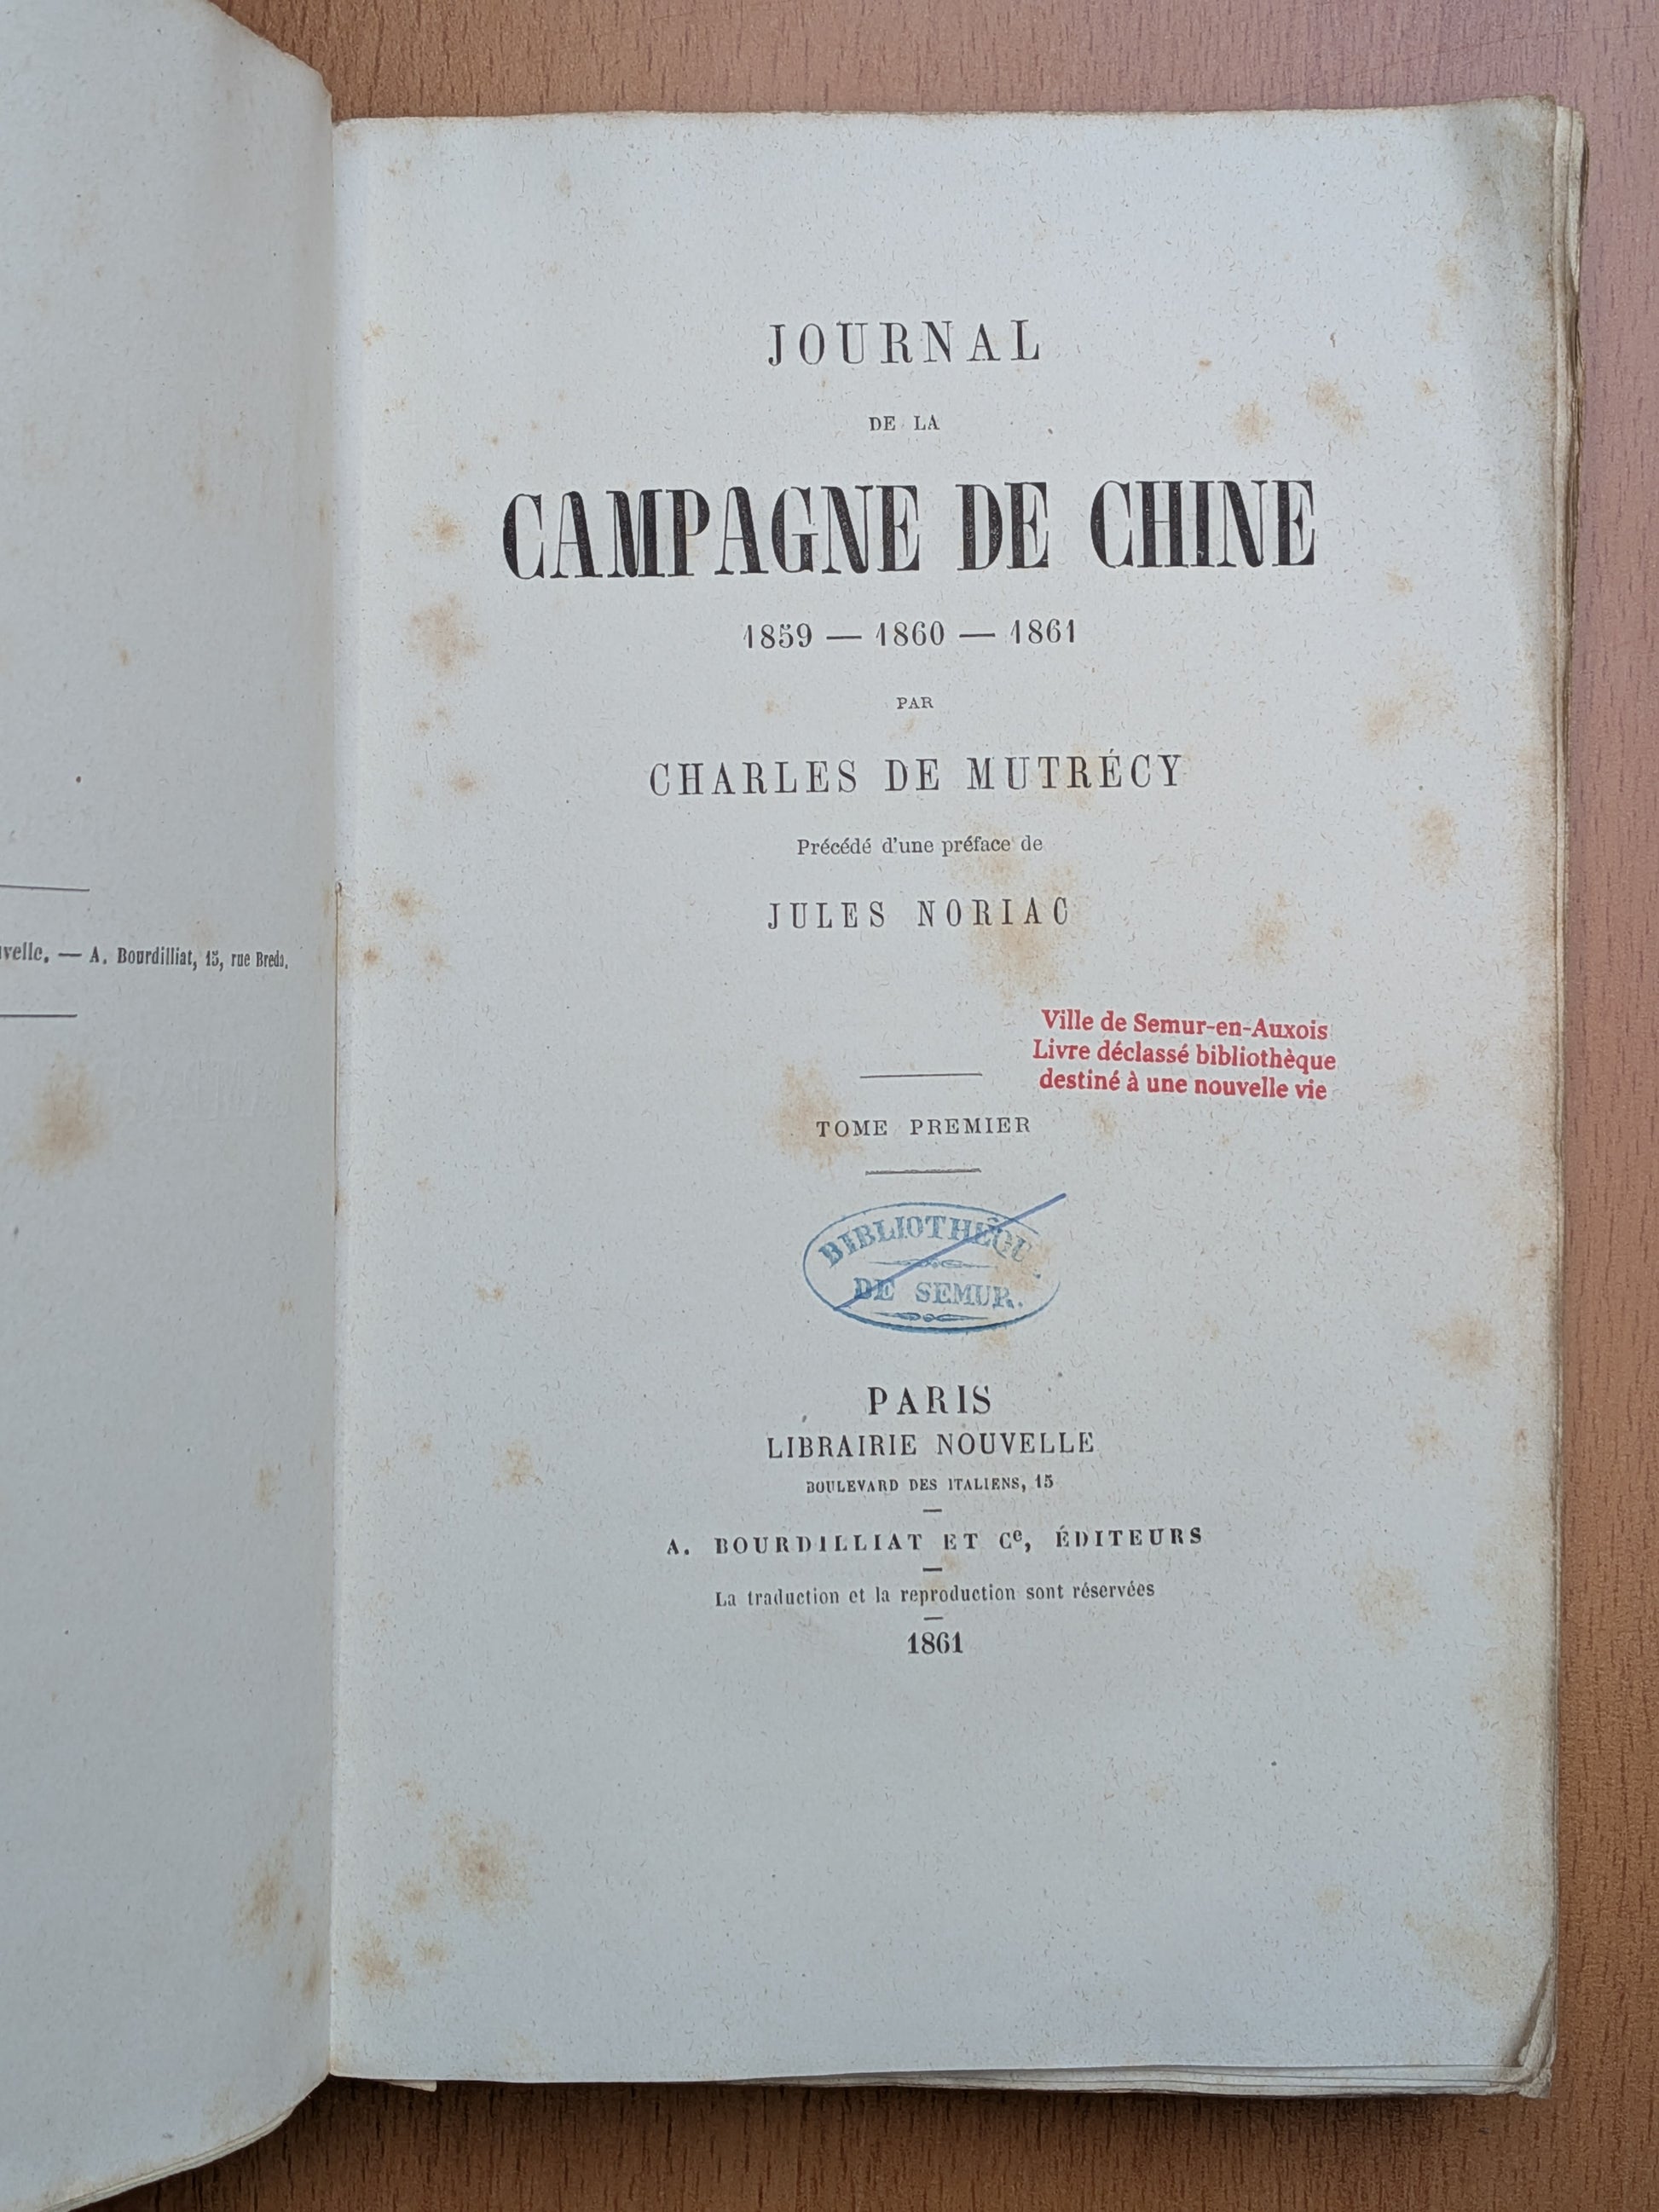 velle. — A. Bourdilliat, 15, rue Breda.
JOURNAL
DE LA
CAMPAGNE DE CHINE
1859 — 1860 — 1861
PAR
CHARLES DE MUTRÉCY
Précédé d'une préface de
JULES NORIAC
Ville de Semur-en-Auxois
Livre déclassé bibliothèque
destiné à une nouvelle vie
TOME PREMIER
BIBLIOTHÈQU
DE SEMUR.
PARIS
LIBRAIRIE NOUVELLE
BOULEVARD DES ITALIENS, 15
A. BOURDILLIAT ET Cᵉ, ÉDITEURS
La traduction et la reproduction sont réservées
1861